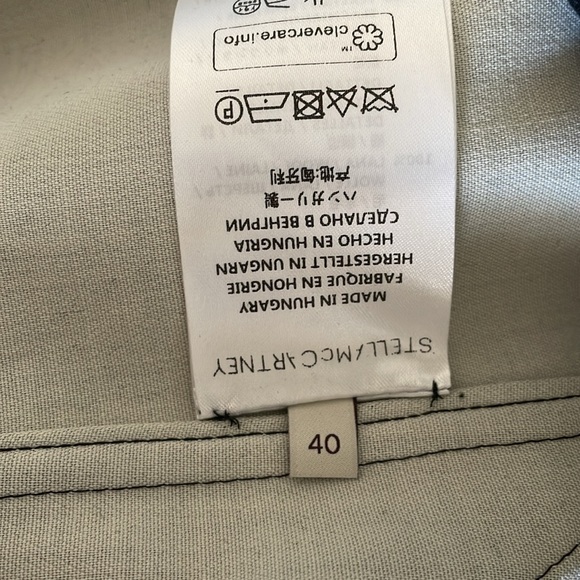 STELLA McCARTNEY
MADE IN HUNGARY
FABRIQUE EN HONGRIE
HERGESTELLT IN UNGARN
HECHO EN HUNGRIA
СДЕЛАНО В ВЕНГРИИ
ハンガリー製
产地:匈牙利
P
clevercare.info
TM
40